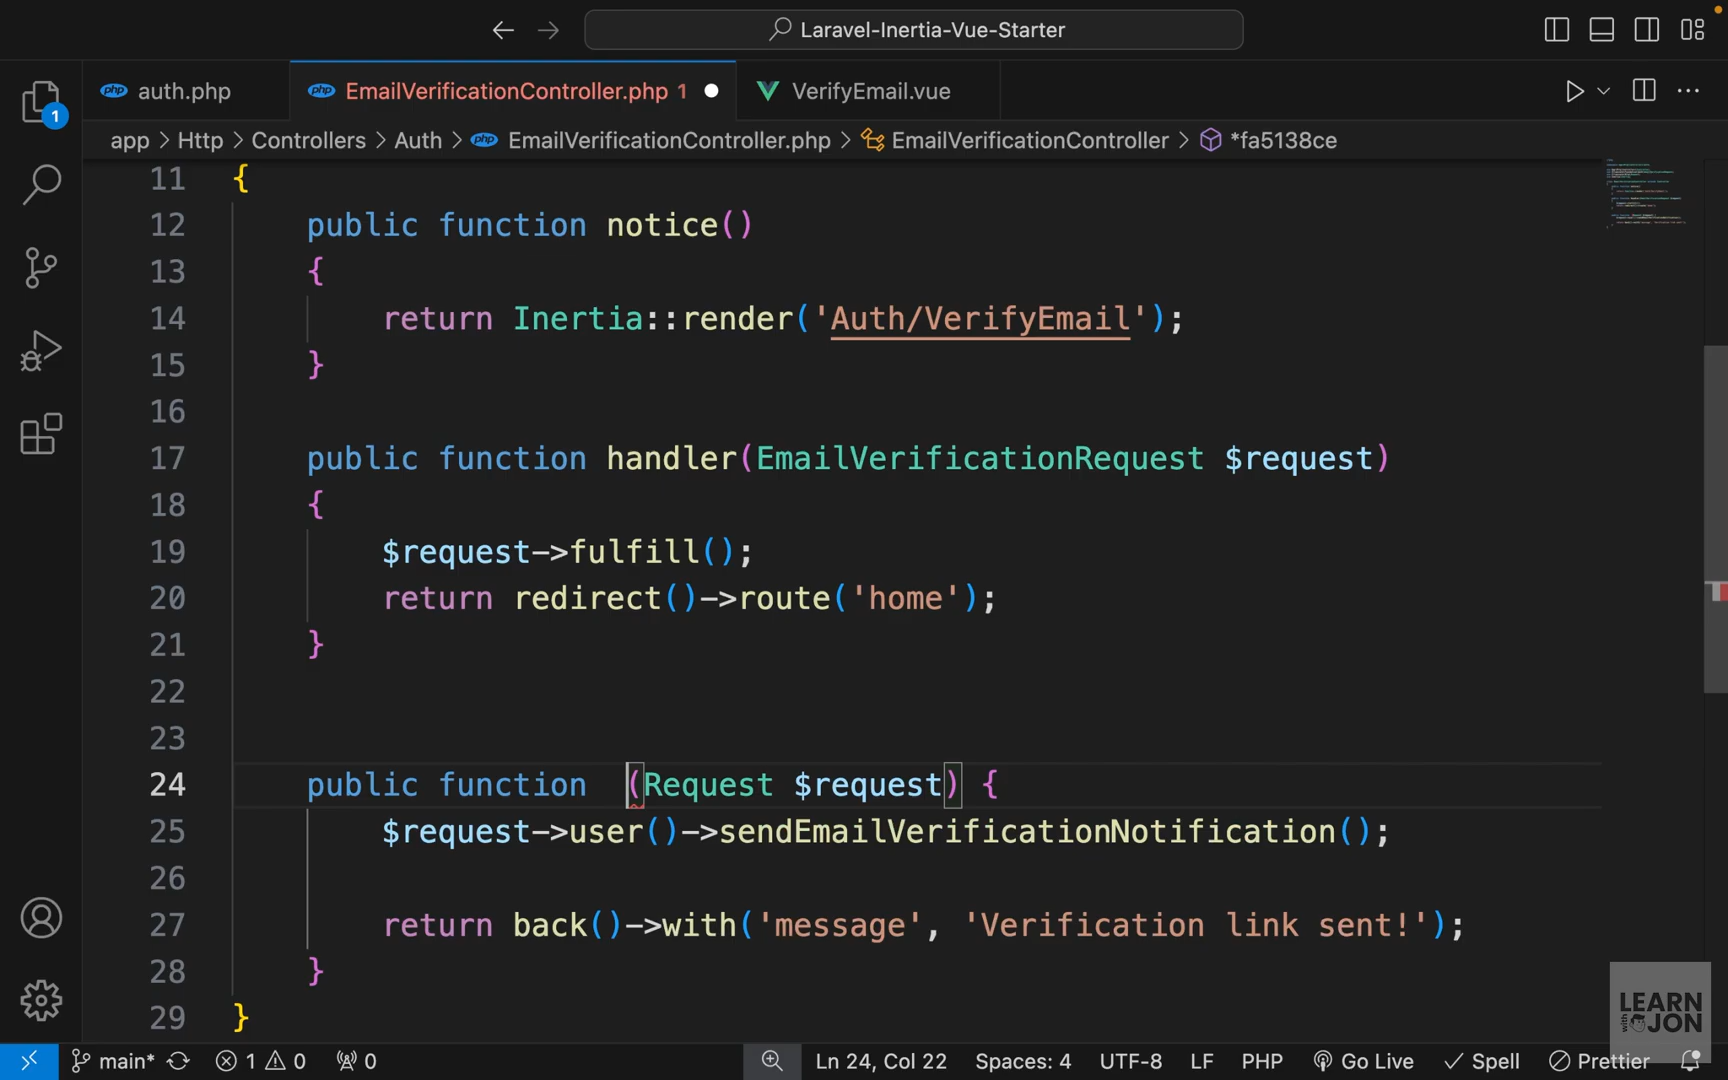 Laravel-Inertia-Vue-Starter
auth.php
EmailVerificationController.php 1
VerifyEmail.vue
1
app > Http > Controllers > Auth > EmailVerificationController.php > EmailVerificationController > *fa5138ce
11 {
12 public function notice()
13 {
14 return Inertia::render('Auth/VerifyEmail');
15 }
16
17 public function handler(EmailVerificationRequest $request)
18 {
19 $request->fulfill();
20 return redirect()->route('home');
21 }
22
23
24 public function (Request $request) {
25 $request->user()->sendEmailVerificationNotification();
26
27 return back()->with('message', 'Verification link sent!');
28 }
29 }
LEARN
with JON
main* 1 0 0 Ln 24, Col 22 Spaces: 4 UTF-8 LF PHP Go Live Spell Prettier